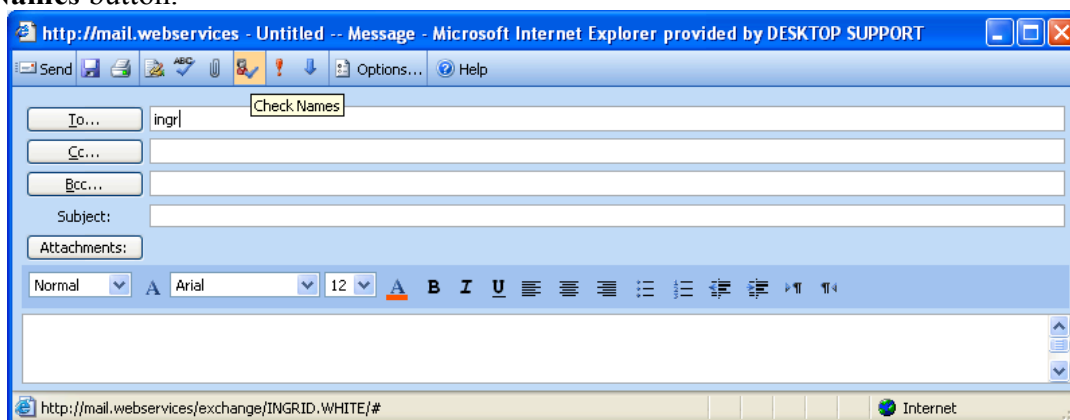 Names button.
http://mail.webservices - Untitled -- Message - Microsoft Internet Explorer provided by DESKTOP SUPPORT
Send ABC Options... Help
Check Names
To... ingr
Cc...
Bcc...
Subject:
Attachments:
Normal A Arial 12 A B I U
http://mail.webservices/exchange/INGRID.WHITE/# Internet